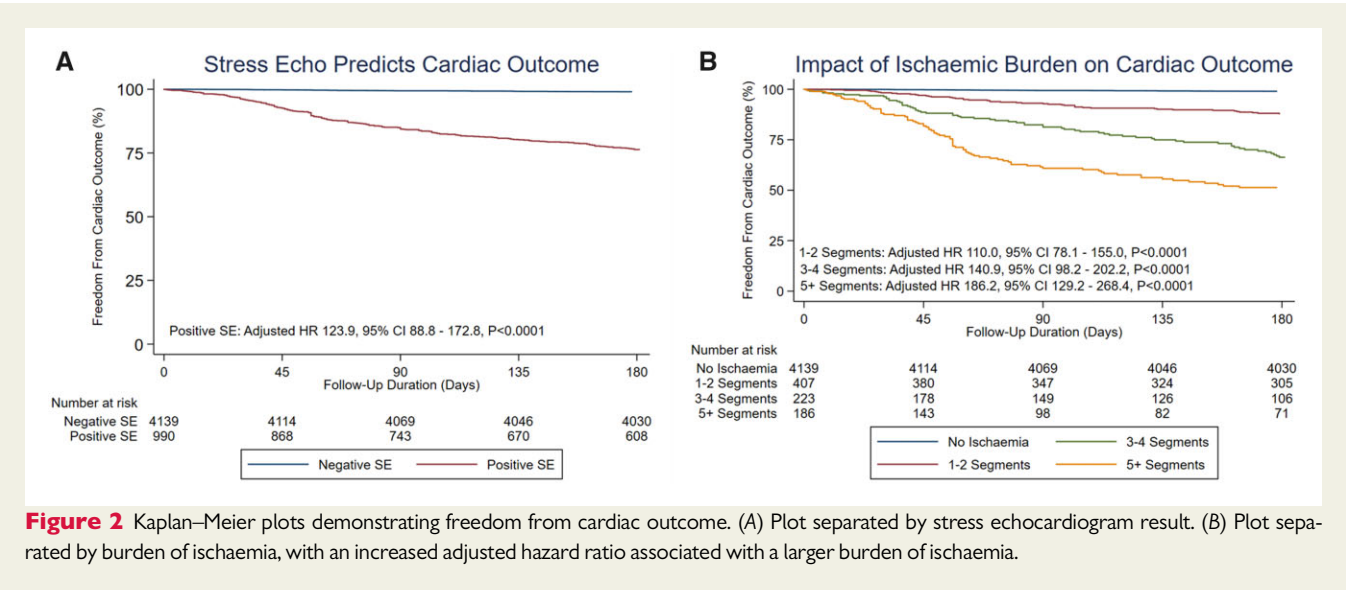 A
Stress Echo Predicts Cardiac Outcome
Freedom From Cardiac Outcome (%)
100
75
50
25
0
Positive SE: Adjusted HR 123.9, 95% CI 88.8 - 172.8, P<0.0001
0 45 90 135 180
Follow-Up Duration (Days)
Number at risk
Negative SE 4139 4114 4069 4046 4030
Positive SE 990 868 743 670 608
Negative SE Positive SE
B
Impact of Ischaemic Burden on Cardiac Outcome
Freedom From Cardiac Outcome (%)
100
75
50
25
0
1-2 Segments: Adjusted HR 110.0, 95% CI 78.1 - 155.0, P<0.0001
3-4 Segments: Adjusted HR 140.9, 95% CI 98.2 - 202.2, P<0.0001
5+ Segments: Adjusted HR 186.2, 95% CI 129.2 - 268.4, P<0.0001
0 45 90 135 180
Follow-Up Duration (Days)
Number at risk
No Ischaemia 4139 4114 4069 4046 4030
1-2 Segments 407 380 347 324 305
3-4 Segments 223 178 149 126 106
5+ Segments 186 143 98 82 71
No Ischaemia 3-4 Segments
1-2 Segments 5+ Segments
Figure 2 Kaplan–Meier plots demonstrating freedom from cardiac outcome. (A) Plot separated by stress echocardiogram result. (B) Plot sepa-
rated by burden of ischaemia, with an increased adjusted hazard ratio associated with a larger burden of ischaemia.